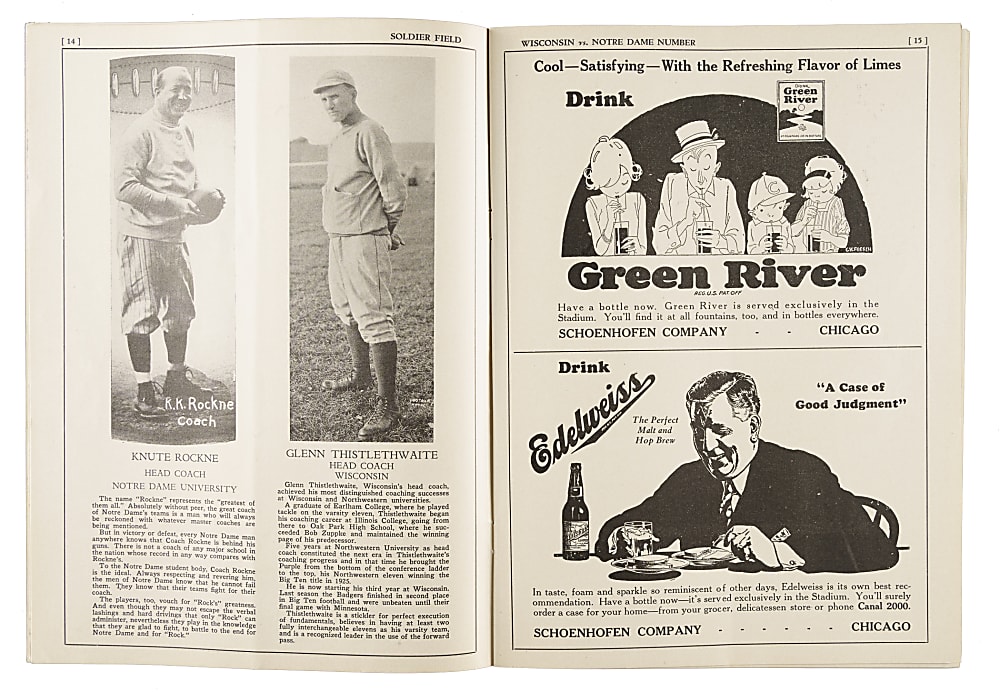 [ 14 ]
SOLDIER FIELD
R.K. Rockne
Coach
KNUTE ROCKNE
HEAD COACH
NOTRE DAME UNIVERSITY
The name "Rockne" represents the "greatest of
them all." Absolutely without peer, the great coach
of Notre Dame's teams is a man who will always
be reckoned with whatever master coaches are
being mentioned.
But in victory or defeat, every Notre Dame man
anywhere knows that Coach Rockne is behind his
guns. There is not a coach of any major school in
the nation whose record in any way compares with
Rockne's.
To the Notre Dame student body, Coach Rockne
is the ideal. Always respecting and revering him,
the men of Notre Dame know that he cannot fail
them. They know that their teams fight for their
coach.
The players, too, vouch for "Rock's" greatness.
And even though they may not escape the verbal
lashings and hard drivings that only "Rock" can
administer, nevertheless they play in the knowledge
that they are glad to fight, to battle to the end for
Notre Dame and for "Rock."
GLENN THISTLETHWAITE
HEAD COACH
WISCONSIN
Glenn Thistlethwaite, Wisconsin's head coach,
achieved his most distinguished coaching successes
at Wisconsin and Northwestern universities.
A graduate of Earlham College, where he played
tackle on the varsity eleven, Thistlethwaite began
his coaching career at Illinois College, going from
there to Oak Park High School, where he suc-
ceeded Bob Zuppke and maintained the winning
page of his predecessor.
Five years at Northwestern University as head
coach constituted the next era in Thistlethwaite's
coaching progress and in that time he brought the
Purple from the bottom of the conference ladder
to the top, his Northwestern eleven winning the
Big Ten title in 1925.
He is now starting his third year at Wisconsin.
Last season the Badgers finished in second place
in Big Ten football and were unbeaten until their
final game with Minnesota.
Thistlethwaite is a stickler for perfect execution
of fundamentals, believes in having at least two
fully interchangeable elevens as his varsity team,
and is a recognized leader in the use of the forward
pass.
WISCONSIN vs. NOTRE DAME NUMBER
[ 15 ]
Cool—Satisfying—With the Refreshing Flavor of Limes
Drink
DRINK
Green
River
C
Green River
REG. U.S. PAT. OFF
Have a bottle now. Green River is served exclusively in the
Stadium. You'll find it at all fountains, too, and in bottles everywhere.
SCHOENHOFEN COMPANY - - CHICAGO
Drink
Edelweiss
The Perfect
Malt and
Hop Brew
"A Case of
Good Judgment"
In taste, foam and sparkle so reminiscent of other days, Edelweiss is its own best rec-
ommendation. Have a bottle now—it's served exclusively in the Stadium. You'll surely
order a case for your home—from your grocer, delicatessen store or phone Canal 2000.
SCHOENHOFEN COMPANY - - - - - - CHICAGO